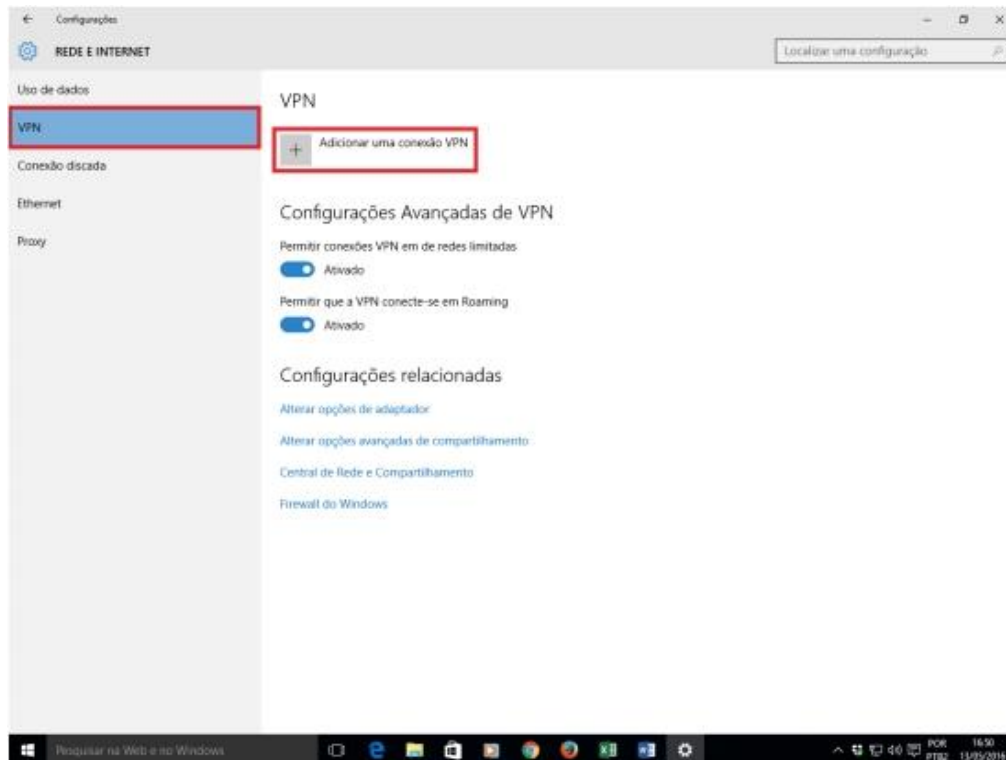 Configurações
REDE E INTERNET
Localizar uma configuração
Uso de dados
VPN
Conexão discada
Ethernet
Proxy
VPN
Adicionar uma conexão VPN
Configurações Avançadas de VPN
Permitir conexões VPN em de redes limitadas
Ativado
Permitir que a VPN conecte-se em Roaming
Ativado
Configurações relacionadas
Alterar opções de adaptador
Alterar opções avançadas de compartilhamento
Central de Rede e Compartilhamento
Firewall do Windows
Pesquisar na Web e no Windows
POR
PTB2
16:50
13/05/2016